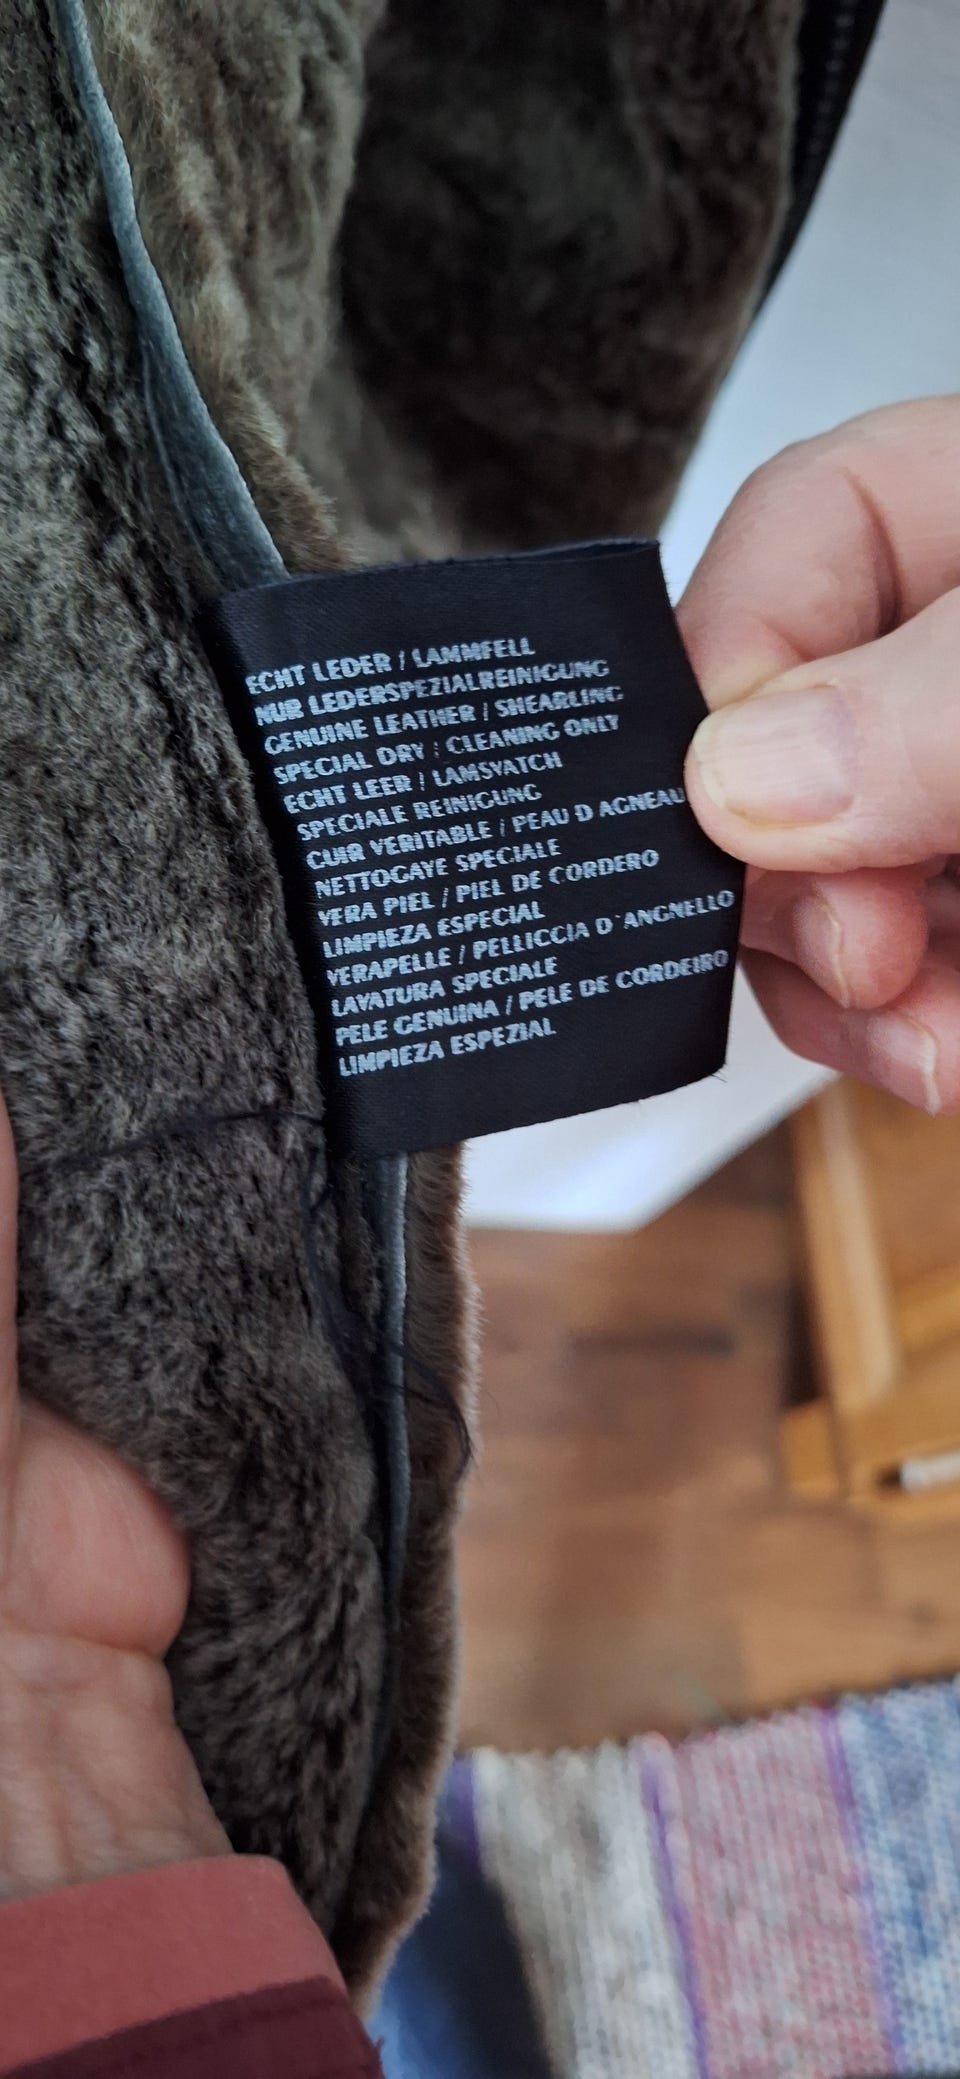 ECHT LEDER / LAMMFELL
NUR LEDERSPEZIALREINIGUNG
GENUINE LEATHER / SHEARLING
SPECIAL DRY / CLEANING ONLY
ECHT LEER / LAMSVATCH
SPECIALE REINIGUNG
CUIR VERITABLE / PEAU D AGNEAU
NETTOGAYE SPECIALE
VERA PIEL / PIEL DE CORDERO
LIMPIEZA ESPECIAL
VERAPELLE / PELLICCIA D´ANGNELLO
LAVATURA SPECIALE
PELE GENUINA / PELE DE CORDEIRO
LIMPIEZA ESPEZIAL